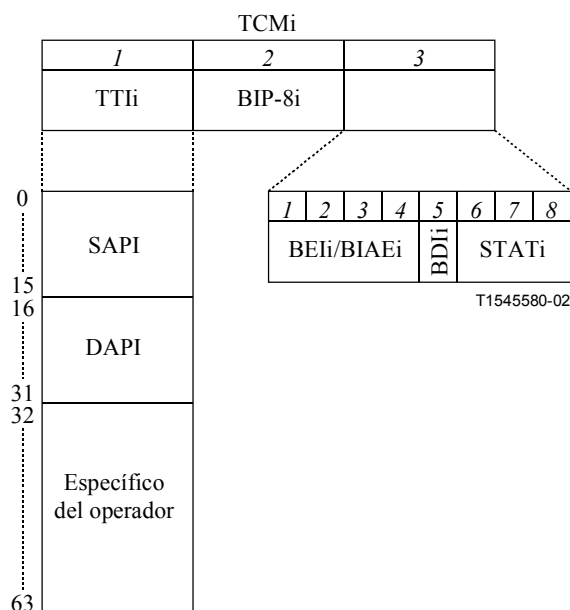 TCMi
1 2 3
TTIi BIP-8i
0
1 2 3 4 5 6 7 8
SAPI
BEIi/BIAEi BDIi STATi
15
T1545580-02
16
DAPI
31
32
Específico
del operador
63